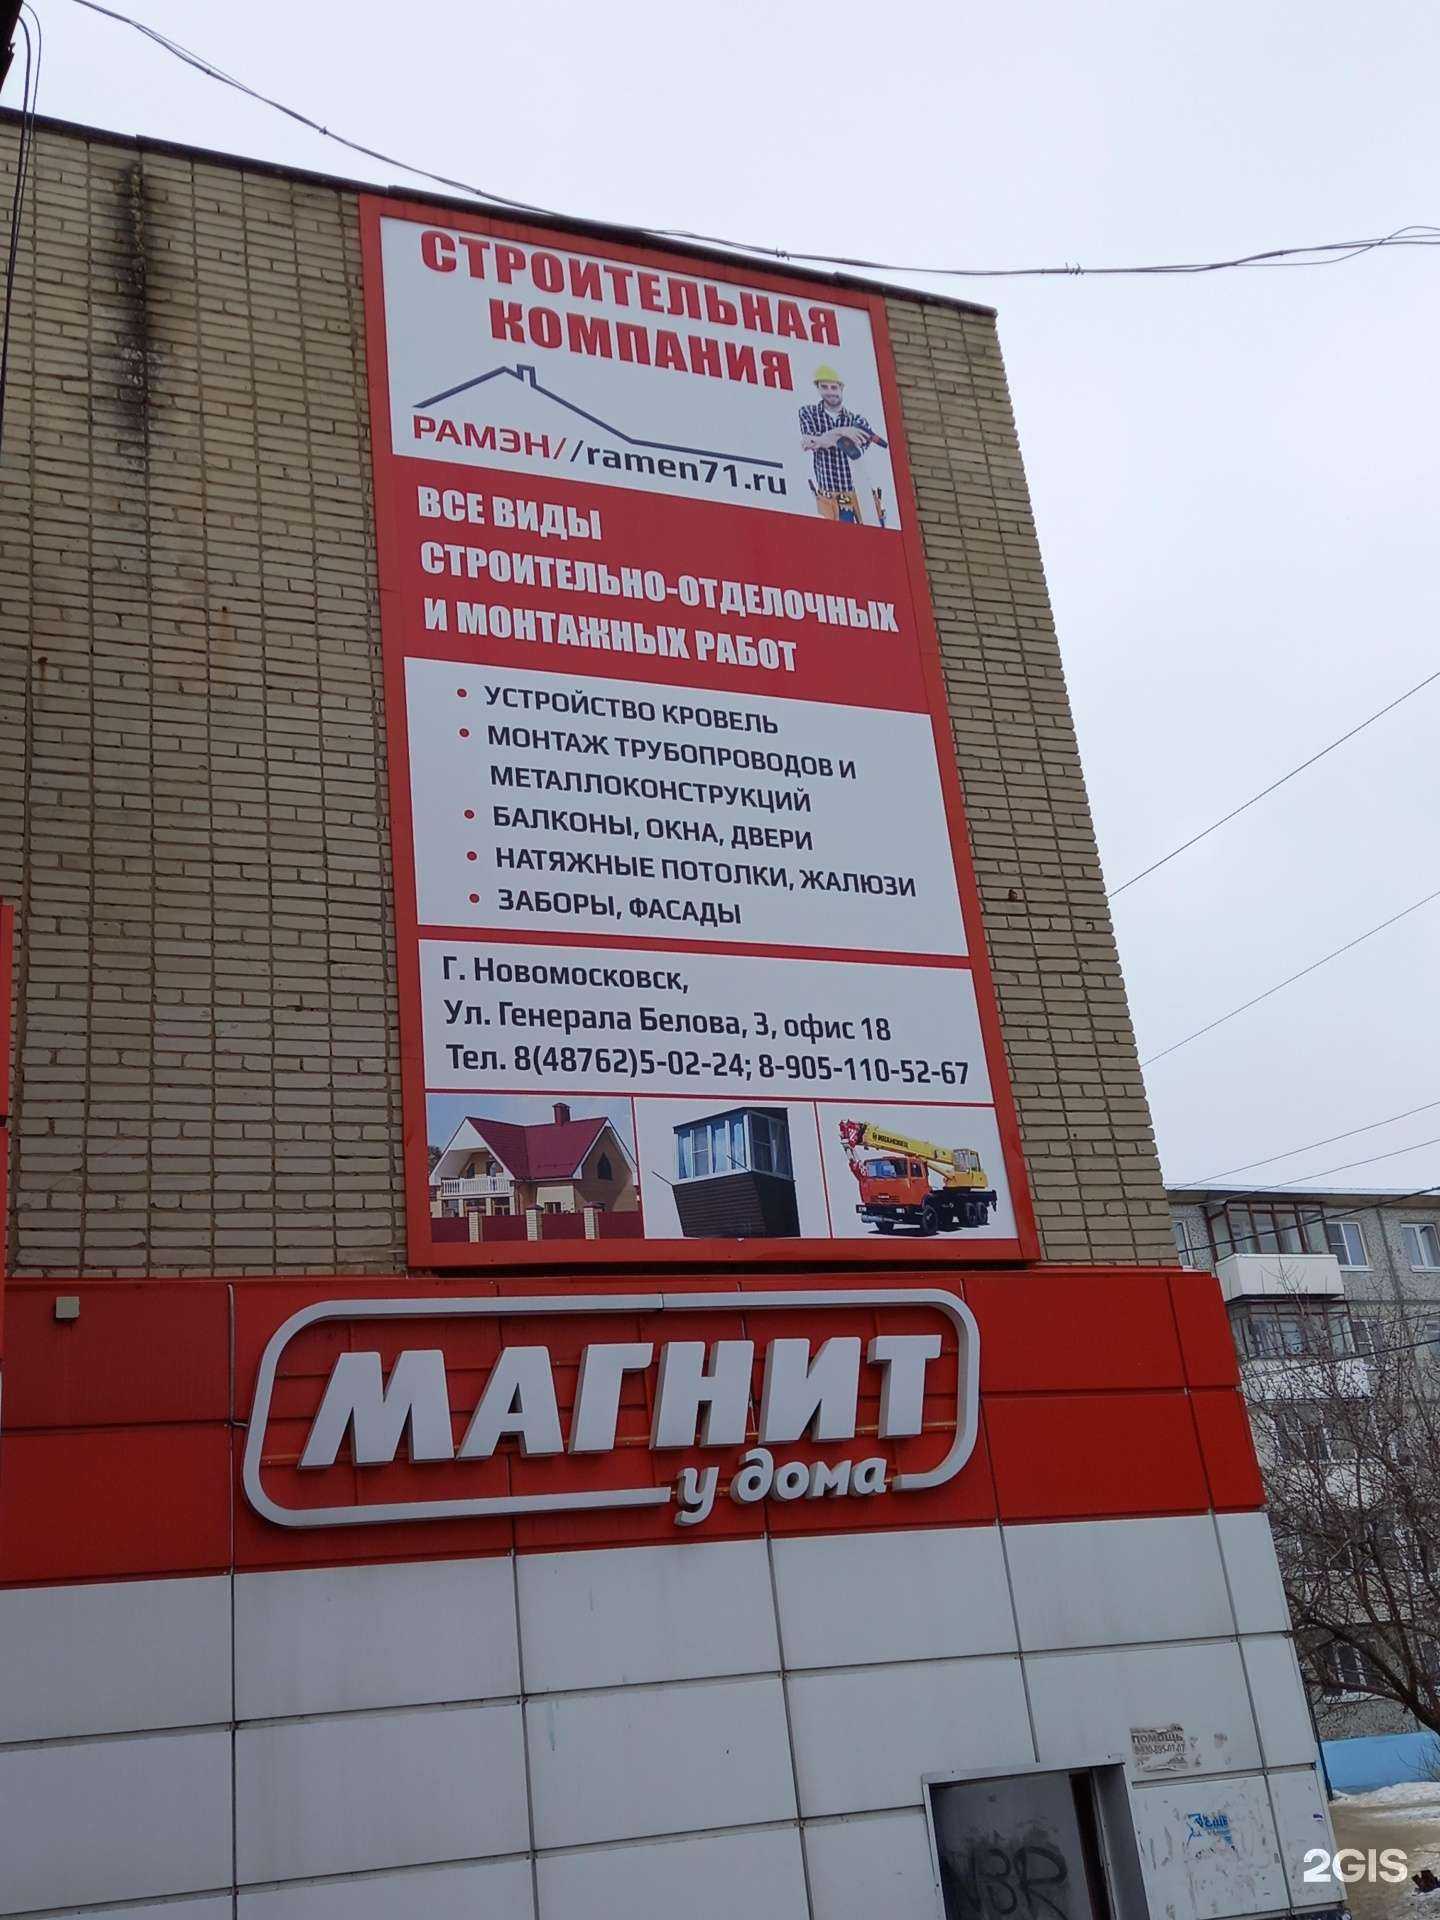 СТРОИТЕЛЬНАЯ
КОМПАНИЯ
РАМЭН//ramen71.ru
ВСЕ ВИДЫ
СТРОИТЕЛЬНО-ОТДЕЛОЧНЫХ
И МОНТАЖНЫХ РАБОТ
• УСТРОЙСТВО КРОВЕЛЬ
• МОНТАЖ ТРУБОПРОВОДОВ И
МЕТАЛЛОКОНСТРУКЦИЙ
• БАЛКОНЫ, ОКНА, ДВЕРИ
• НАТЯЖНЫЕ ПОТОЛКИ, ЖАЛЮЗИ
• ЗАБОРЫ, ФАСАДЫ
Г. Новомосковск,
Ул. Генерала Белова, 3, офис 18
Тел. 8(48762)5-02-24; 8-905-110-52-67
ИВАНОВЕЦ
МАГНИТ
у дома
ПОМОЩЬ
2GIS